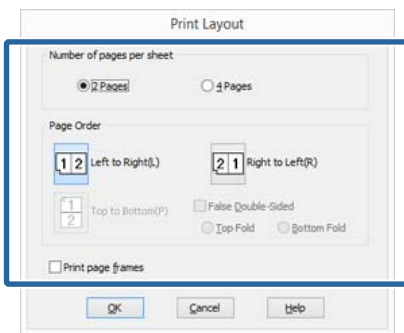 Print Layout
Number of pages per sheet
2 Pages
4 Pages
Page Order
1 2 Left to Right(L)
2 1 Right to Left(R)
1
2
Top to Bottom(P)
False Double-Sided
Top Fold
Bottom Fold
Print page frames
OK
Cancel
Help